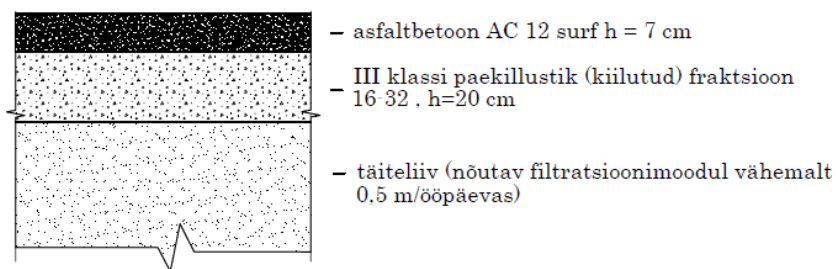 – asfaltbetoon AC 12 surf h = 7 cm
– III klassi paekillustik (kiilutud) fraktsioon
16-32 , h=20 cm
– täiteliiv (nõutav filtratsioonimoodul vähemalt
0,5 m/ööpäevas)